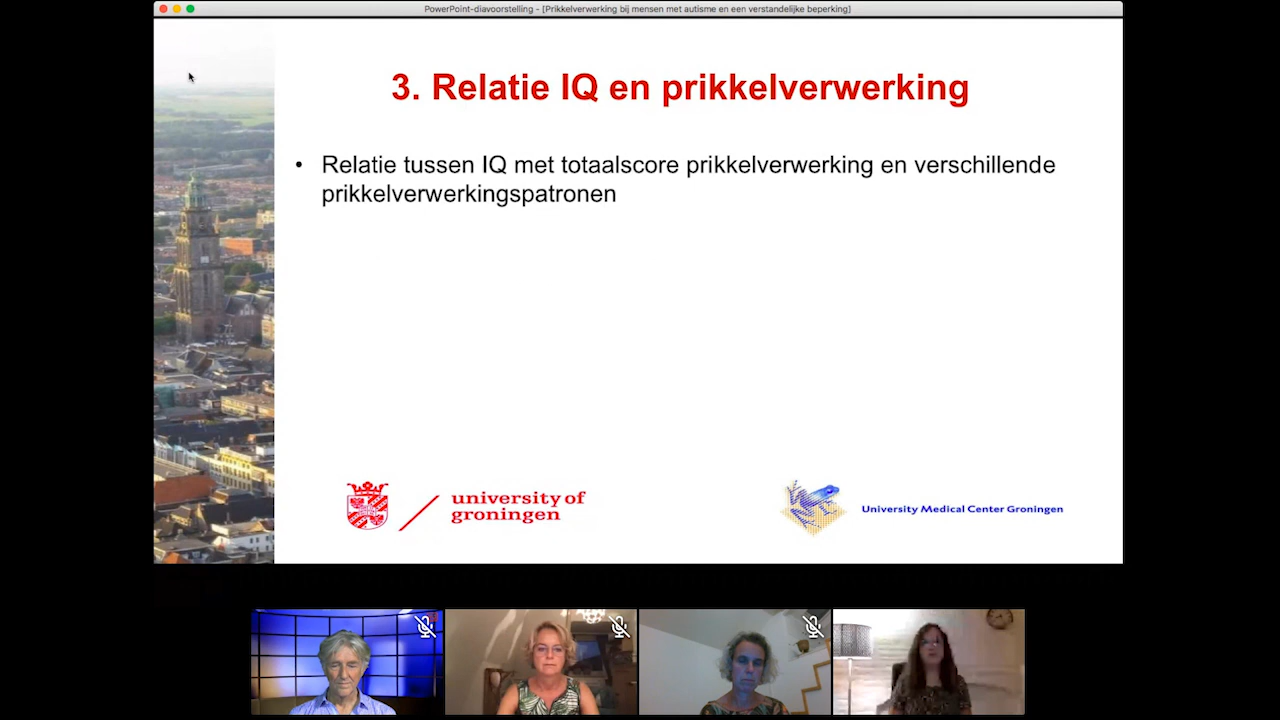 PowerPoint-diavoorstelling - [Prikkelverwerking bij mensen met autisme en een verstandelijke beperking]
3. Relatie IQ en prikkelverwerking
• Relatie tussen IQ met totaalscore prikkelverwerking en verschillende
prikkelverwerkingspatronen
university of
groningen
University Medical Center Groningen